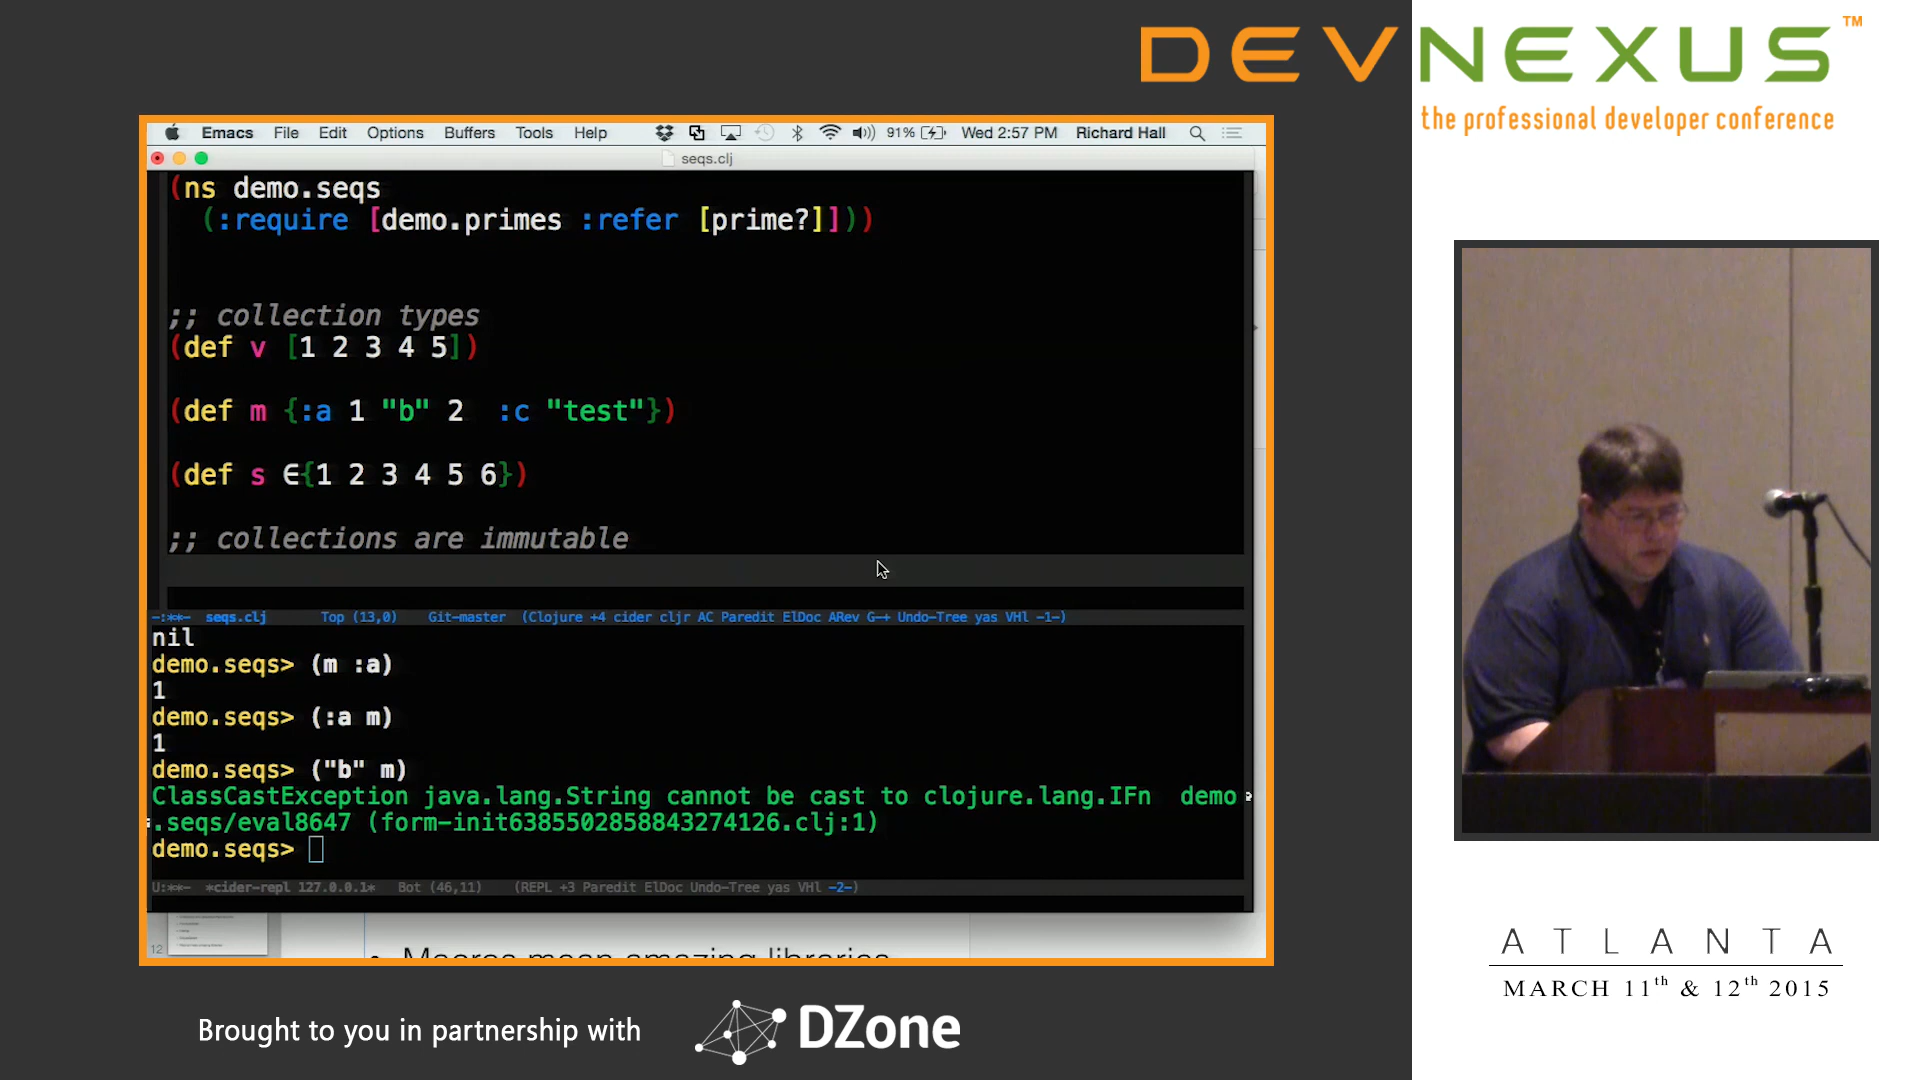 DEVNEXUS™
the professional developer conference
Emacs File Edit Options Buffers Tools Help 91% Wed 2:57 PM Richard Hall
seqs.clj
(ns demo.seqs
(:require [demo.primes :refer [prime?]]))
;; collection types
(def v [1 2 3 4 5])
(def m {:a 1 "b" 2 :c "test"})
(def s ∈{1 2 3 4 5 6})
;; collections are immutable
-:**- seqs.clj Top (13,0) Git-master (Clojure +4 cider cljr AC Paredit ElDoc ARev G-+ Undo-Tree yas VHl -1-)
nil
demo.seqs> (m :a)
1
demo.seqs> (:a m)
1
demo.seqs> ("b" m)
ClassCastException java.lang.String cannot be cast to clojure.lang.IFn demo
.seqs/eval8647 (form-init6385502858843274126.clj:1)
demo.seqs>
U:**- *cider-repl 127.0.0.1* Bot (46,11) (REPL +3 Paredit ElDoc Undo-Tree yas VHl -2-)
12
Macros mean amazing libraries
ATLANTA
MARCH 11th & 12th 2015
Brought to you in partnership with DZone